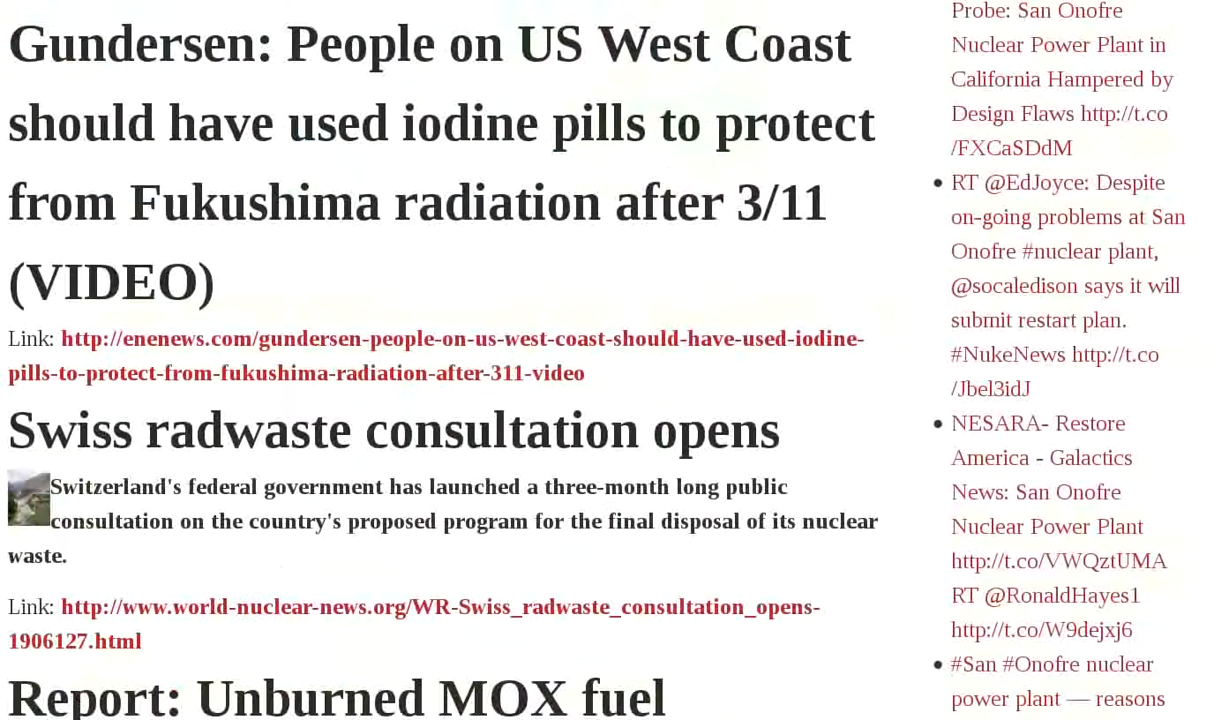 Gundersen: People on US West Coast
should have used iodine pills to protect
from Fukushima radiation after 3/11
(VIDEO)
Link: http://enenews.com/gundersen-people-on-us-west-coast-should-have-used-iodine-
pills-to-protect-from-fukushima-radiation-after-311-video
Swiss radwaste consultation opens
Switzerland's federal government has launched a three-month long public
consultation on the country's proposed program for the final disposal of its nuclear
waste.
Link: http://www.world-nuclear-news.org/WR-Swiss_radwaste_consultation_opens-
1906127.html
Report: Unburned MOX fuel
Probe: San Onofre
Nuclear Power Plant in
California Hampered by
Design Flaws http://t.co
/FXCaSDdM
• RT @EdJoyce: Despite
on-going problems at San
Onofre #nuclear plant,
@socaledison says it will
submit restart plan.
#NukeNews http://t.co
/Jbel3idJ
• NESARA- Restore
America - Galactics
News: San Onofre
Nuclear Power Plant
http://t.co/VWQztUMA
RT @RonaldHayes1
http://t.co/W9dejxj6
• #San #Onofre nuclear
power plant — reasons